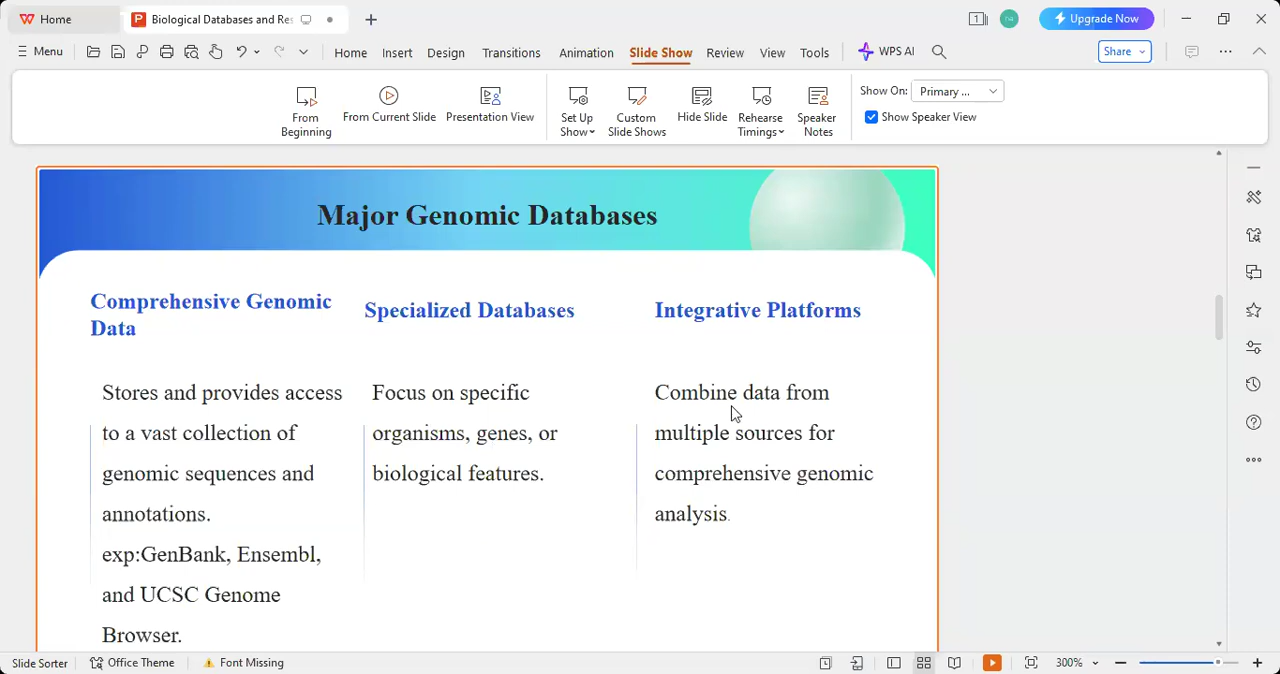 Home
Biological Databases and Res
1
Upgrade Now
Menu
Home Insert Design Transitions Animation Slide Show Review View Tools WPS AI
Share
From
Beginning
From Current Slide
Presentation View
Set Up
Show
Custom
Slide Shows
Hide Slide
Rehearse
Timings
Speaker
Notes
Show On: Primary ...
Show Speaker View
Major Genomic Databases
Comprehensive Genomic
Data
Stores and provides access
to a vast collection of
genomic sequences and
annotations.
exp:GenBank, Ensembl,
and UCSC Genome
Browser.
Specialized Databases
Focus on specific
organisms, genes, or
biological features.
Integrative Platforms
Combine data from
multiple sources for
comprehensive genomic
analysis.
Slide Sorter Office Theme Font Missing 300%